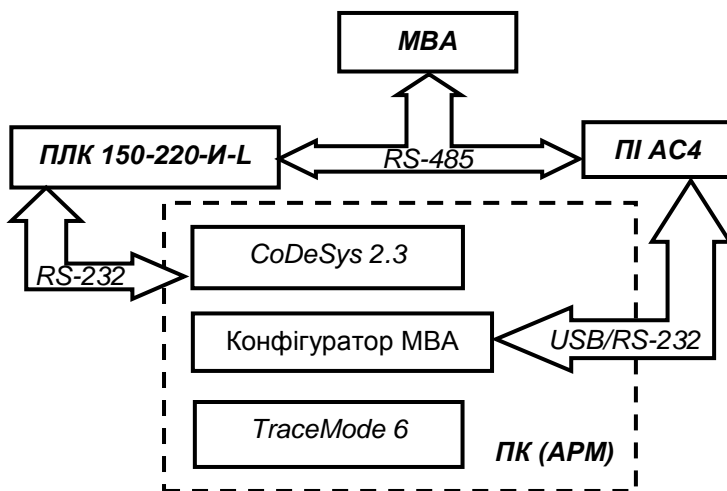 МВА
ПЛК 150-220-И-L
RS-485
ПІ АС4
CoDeSys 2.3
RS-232
Конфігуратор МВА
USB/RS-232
TraceMode 6
ПК (АРМ)